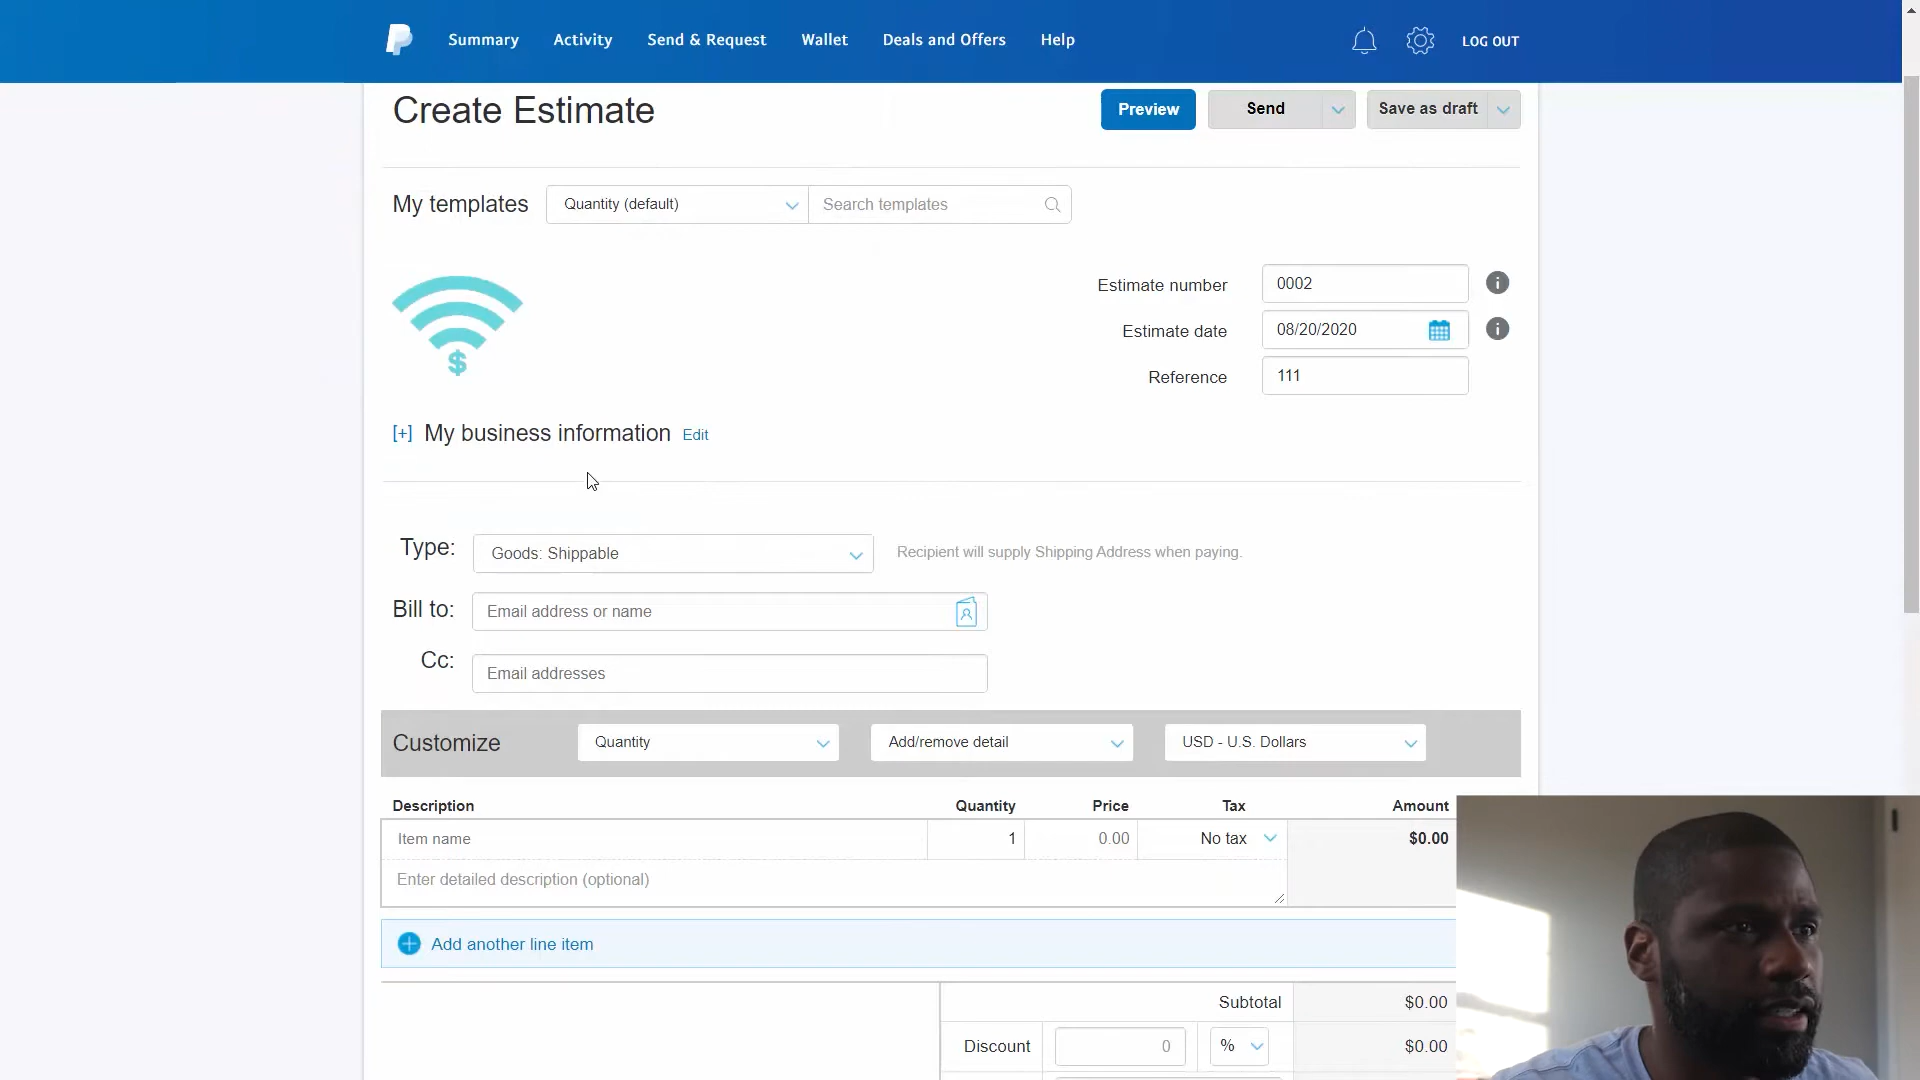 Summary Activity Send & Request Wallet Deals and Offers Help LOG OUT
Create Estimate Preview Send Save as draft
My templates Quantity (default) Search templates
Estimate number 0002
Estimate date 08/20/2020
Reference 111
$
[+] My business information Edit
Type: Goods: Shippable Recipient will supply Shipping Address when paying.
Bill to: Email address or name
Cc: Email addresses
Customize Quantity Add/remove detail USD - U.S. Dollars
Description Quantity Price Tax Amount
Item name 1 0.00 No tax $0.00
Enter detailed description (optional)
Add another line item
Subtotal $0.00
Discount 0 % $0.00